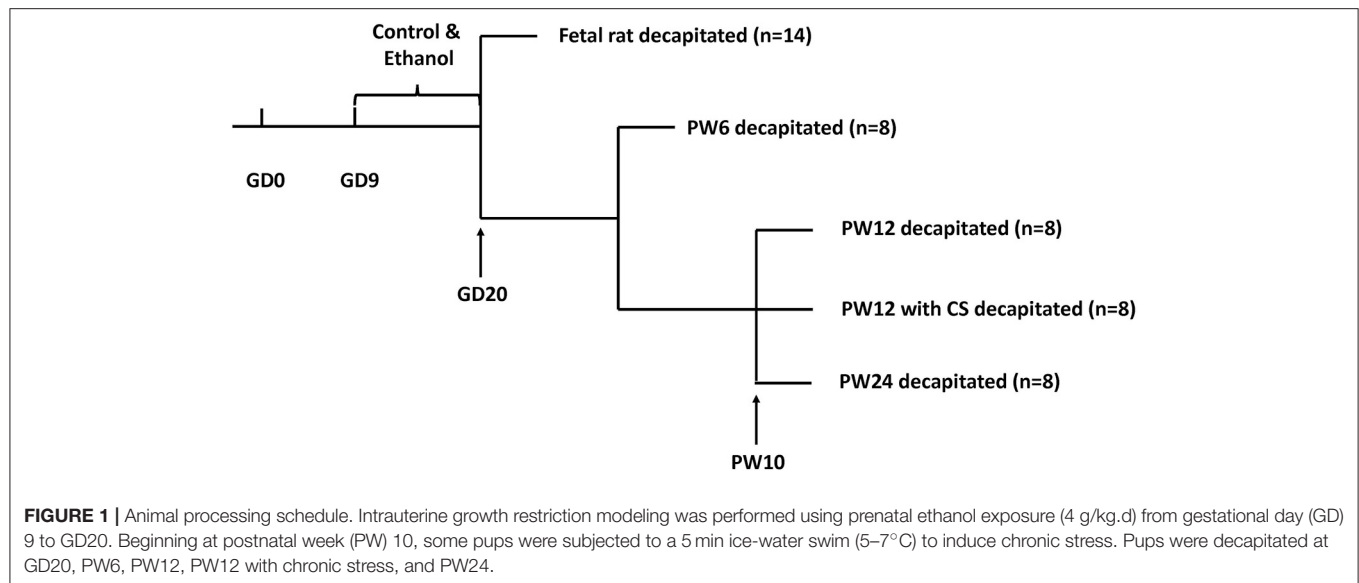 Control &
Ethanol
Fetal rat decapitated (n=14)
PW6 decapitated (n=8)
GD0
GD9
PW12 decapitated (n=8)
GD20
PW12 with CS decapitated (n=8)
PW24 decapitated (n=8)
PW10
FIGURE 1 | Animal processing schedule. Intrauterine growth restriction modeling was performed using prenatal ethanol exposure (4 g/kg.d) from gestational day (GD)
9 to GD20. Beginning at postnatal week (PW) 10, some pups were subjected to a 5 min ice-water swim (5–7°C) to induce chronic stress. Pups were decapitated at
GD20, PW6, PW12, PW12 with chronic stress, and PW24.